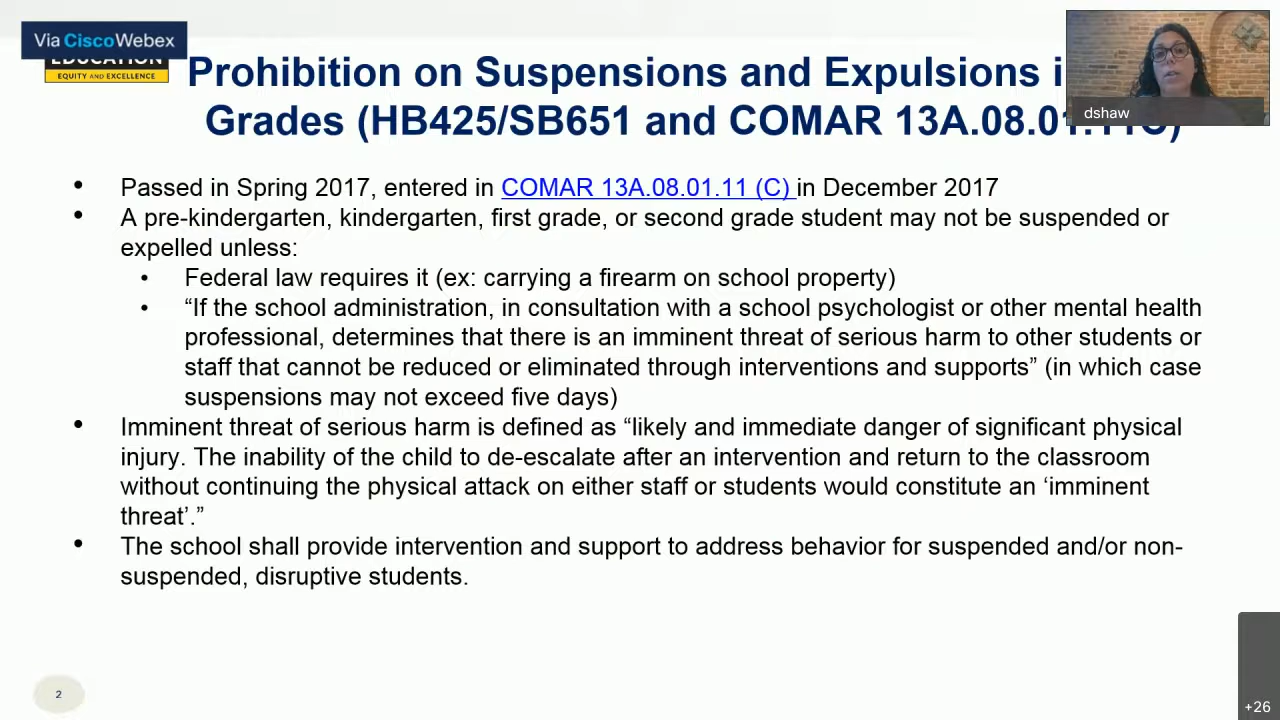 Via Cisco Webex
EDUCATION
EQUITY AND EXCELLENCE
Prohibition on Suspensions and Expulsions
dshaw
Grades (HB425/SB651 and COMAR 13A.08.01.11C)
• Passed in Spring 2017, entered in COMAR 13A.08.01.11 (C) in December 2017
• A pre-kindergarten, kindergarten, first grade, or second grade student may not be suspended or
expelled unless:
• Federal law requires it (ex: carrying a firearm on school property)
• “If the school administration, in consultation with a school psychologist or other mental health
professional, determines that there is an imminent threat of serious harm to other students or
staff that cannot be reduced or eliminated through interventions and supports” (in which case
suspensions may not exceed five days)
• Imminent threat of serious harm is defined as “likely and immediate danger of significant physical
injury. The inability of the child to de-escalate after an intervention and return to the classroom
without continuing the physical attack on either staff or students would constitute an ‘imminent
threat’.”
• The school shall provide intervention and support to address behavior for suspended and/or non-
suspended, disruptive students.
2
+26